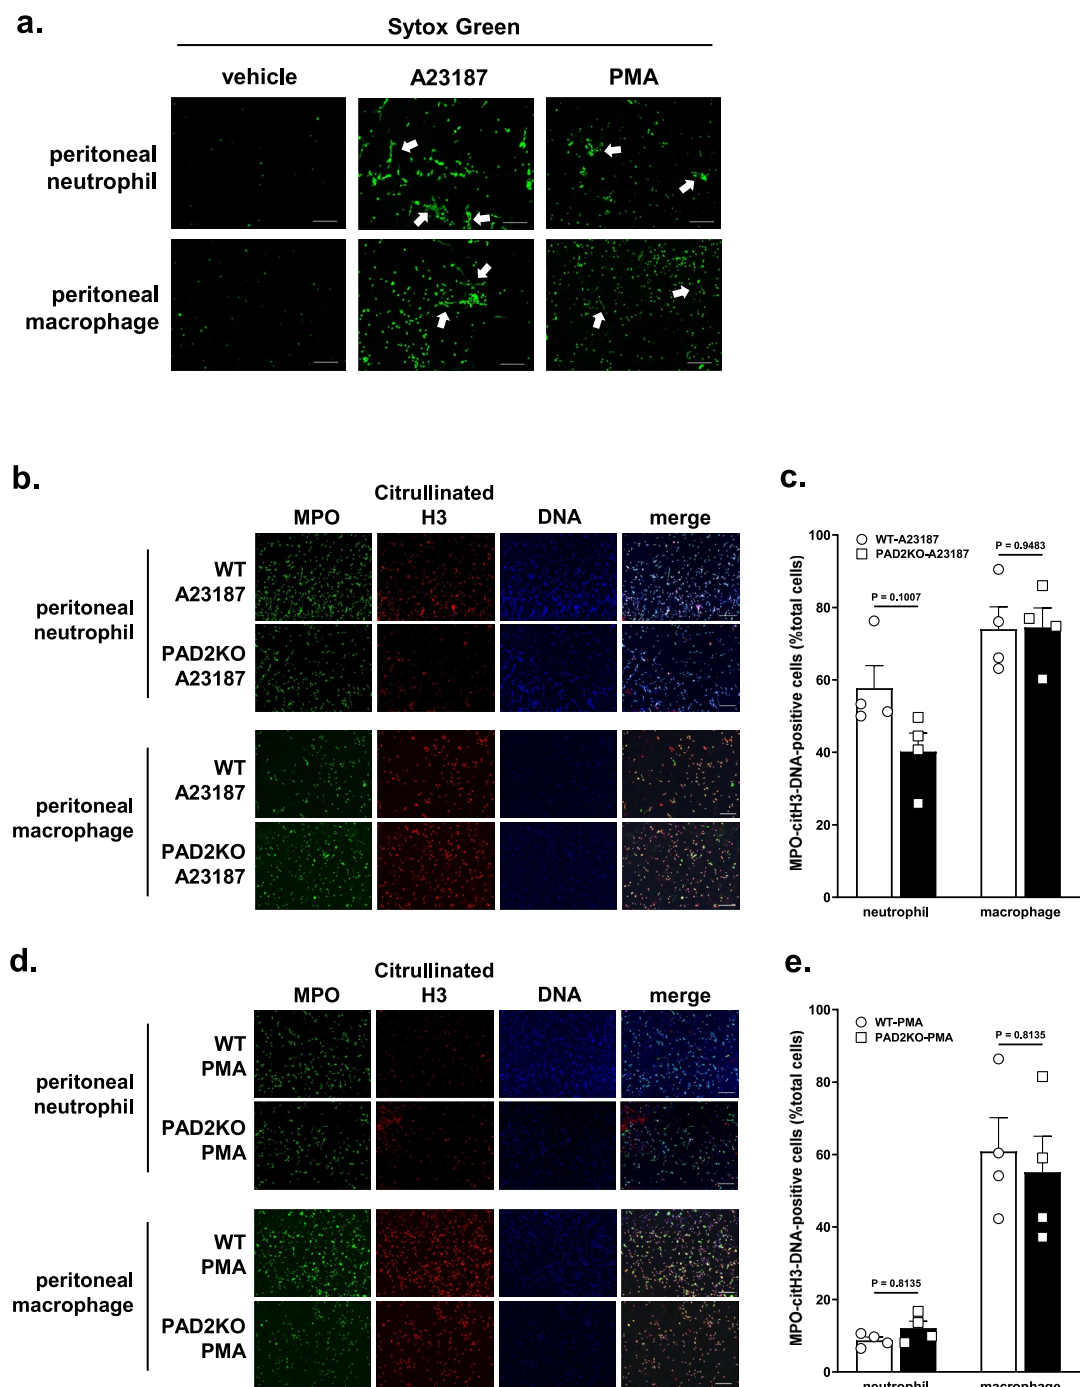 a.
Sytox Green
vehicle A23187 PMA
peritoneal
neutrophil
peritoneal
macrophage
b.
Citrullinated
MPO H3 DNA merge
peritoneal
neutrophil
WT
A23187
PAD2KO
A23187
peritoneal
macrophage
WT
A23187
PAD2KO
A23187
c.
MPO-citH3-DNA-positive cells (%total cells)
100
80
60
40
20
0
WT-A23187
PAD2KO-A23187
P = 0.1007
P = 0.9483
neutrophil macrophage
d.
Citrullinated
MPO H3 DNA merge
peritoneal
neutrophil
WT
PMA
PAD2KO
PMA
peritoneal
macrophage
WT
PMA
PAD2KO
PMA
e.
MPO-citH3-DNA-positive cells (%total cells)
100
80
60
40
20
0
WT-PMA
PAD2KO-PMA
P = 0.8135
P = 0.8135
neutrophil macrophage